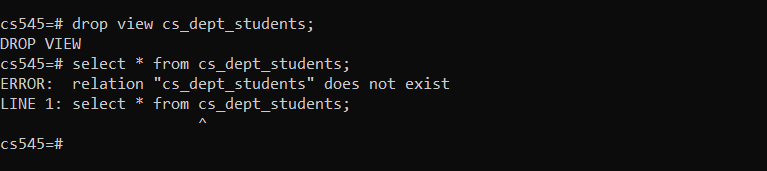 cs545=# drop view cs_dept_students;
DROP VIEW
cs545=# select * from cs_dept_students;
ERROR:  relation "cs_dept_students" does not exist
LINE 1: select * from cs_dept_students;
                      ^
cs545=#